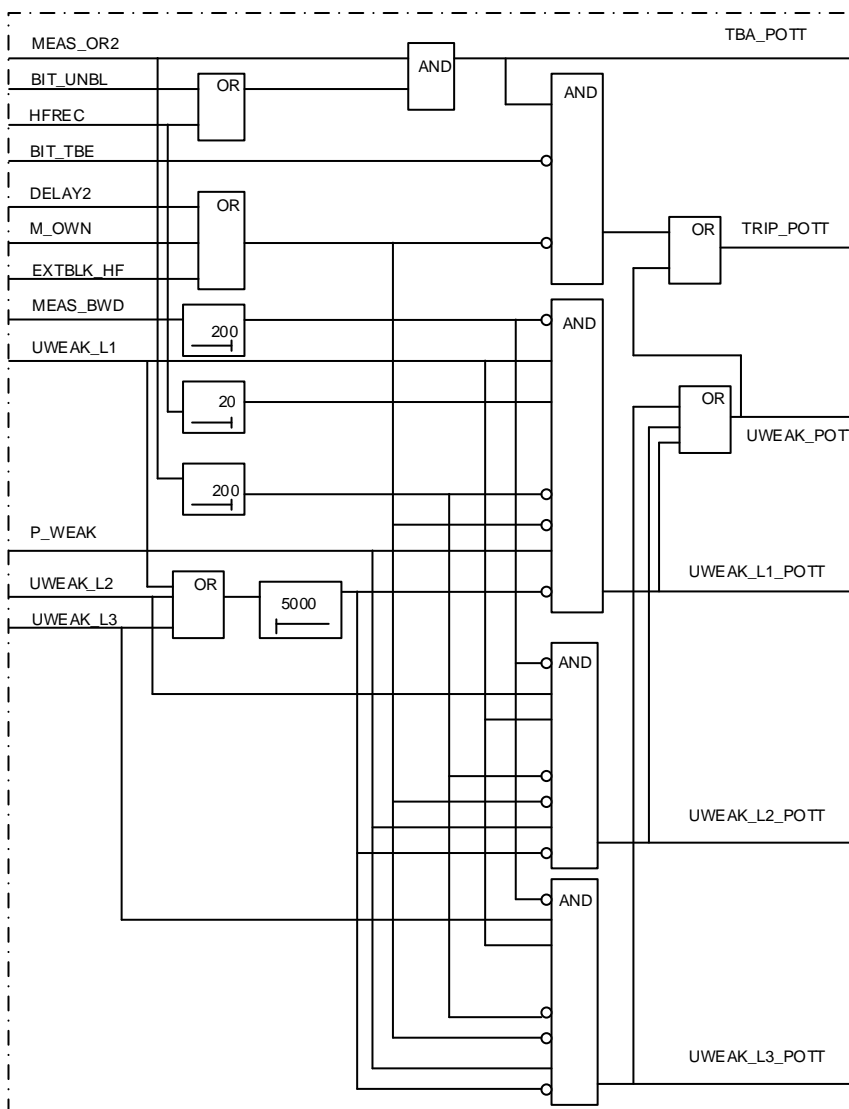 MEAS_OR2
TBA_POTT
AND
BIT_UNBL
OR
AND
HFREC
BIT_TBE
DELAY2
OR
M_OWN
OR
TRIP_POTT
EXTBLK_HF
MEAS_BWD
AND
200
UWEAK_L1
20
OR
UWEAK_POTT
200
P_WEAK
UWEAK_L1_POTT
UWEAK_L2
OR
5000
UWEAK_L3
AND
UWEAK_L2_POTT
AND
UWEAK_L3_POTT